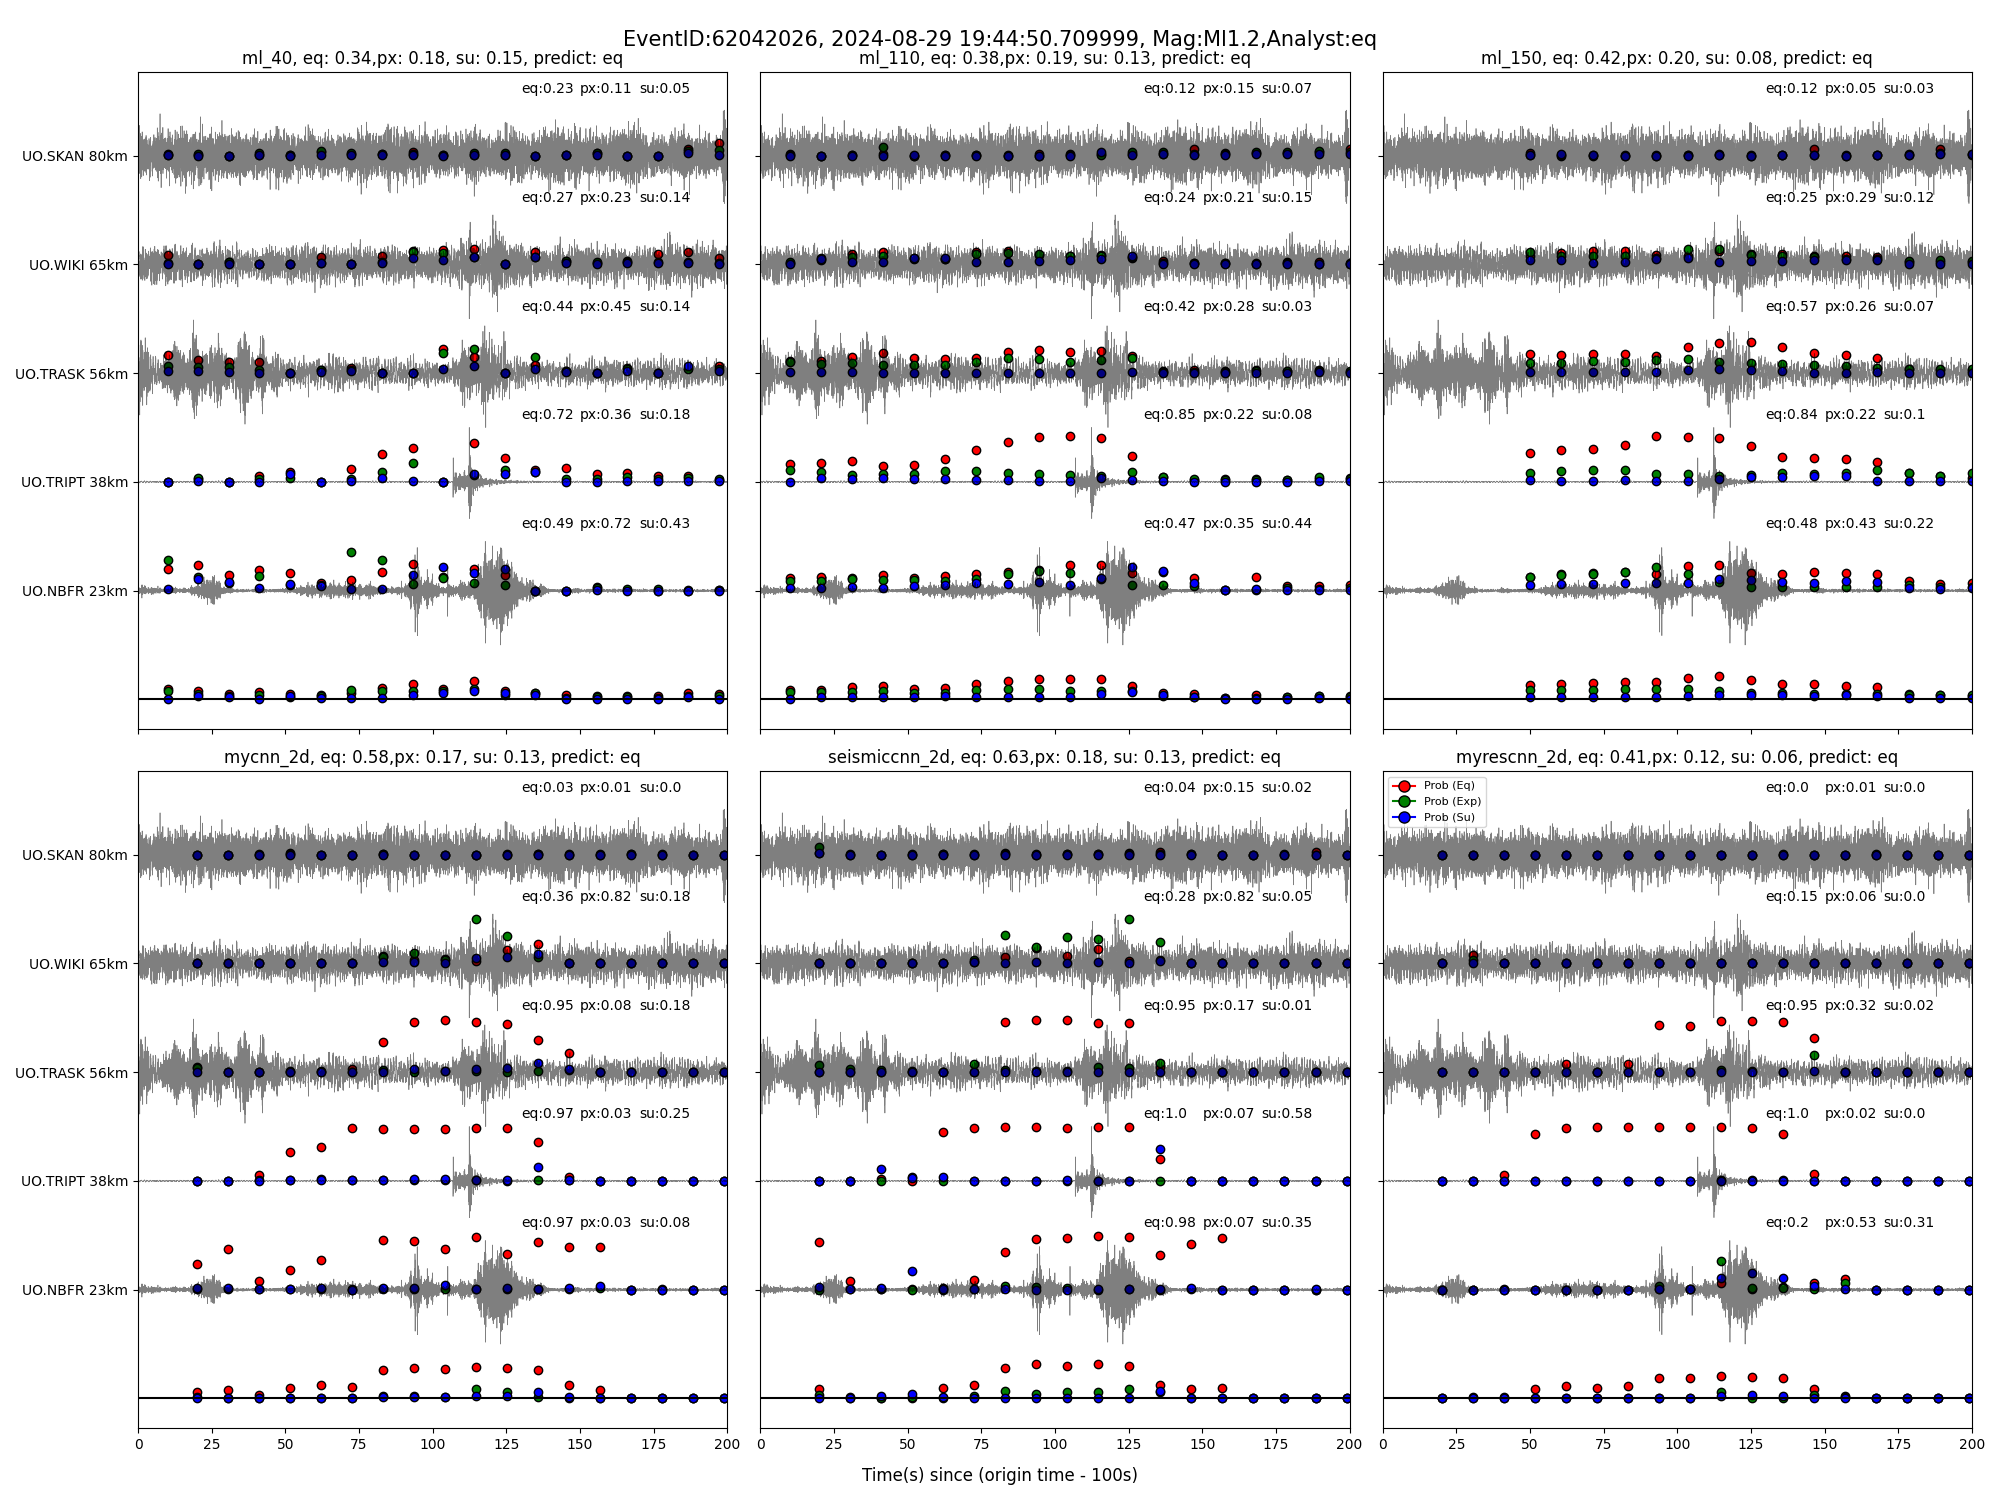 EventID:62042026, 2024-08-29 19:44:50.709999, Mag:Ml1.2,Analyst:eq
ml_40, eq: 0.34,px: 0.18, su: 0.15, predict: eq
eq:0.23 px:0.11 su:0.05
UO.SKAN 80km
eq:0.27 px:0.23 su:0.14
UO.WIKI 65km
eq:0.44 px:0.45 su:0.14
UO.TRASK 56km
eq:0.72 px:0.36 su:0.18
UO.TRIPT 38km
eq:0.49 px:0.72 su:0.43
UO.NBFR 23km
ml_110, eq: 0.38,px: 0.19, su: 0.13, predict: eq
eq:0.12 px:0.15 su:0.07
eq:0.24 px:0.21 su:0.15
eq:0.42 px:0.28 su:0.03
eq:0.85 px:0.22 su:0.08
eq:0.47 px:0.35 su:0.44
ml_150, eq: 0.42,px: 0.20, su: 0.08, predict: eq
eq:0.12 px:0.05 su:0.03
eq:0.25 px:0.29 su:0.12
eq:0.57 px:0.26 su:0.07
eq:0.84 px:0.22 su:0.1
eq:0.48 px:0.43 su:0.22
mycnn_2d, eq: 0.58,px: 0.17, su: 0.13, predict: eq
eq:0.03 px:0.01 su:0.0
UO.SKAN 80km
eq:0.36 px:0.82 su:0.18
UO.WIKI 65km
eq:0.95 px:0.08 su:0.18
UO.TRASK 56km
eq:0.97 px:0.03 su:0.25
UO.TRIPT 38km
eq:0.97 px:0.03 su:0.08
UO.NBFR 23km
0 25 50 75 100 125 150 175 200
seismiccnn_2d, eq: 0.63,px: 0.18, su: 0.13, predict: eq
eq:0.04 px:0.15 su:0.02
eq:0.28 px:0.82 su:0.05
eq:0.95 px:0.17 su:0.01
eq:1.0 px:0.07 su:0.58
eq:0.98 px:0.07 su:0.35
0 25 50 75 100 125 150 175 200
myrescnn_2d, eq: 0.41,px: 0.12, su: 0.06, predict: eq
Prob (Eq)
Prob (Exp)
Prob (Su)
eq:0.0 px:0.01 su:0.0
eq:0.15 px:0.06 su:0.0
eq:0.95 px:0.32 su:0.02
eq:1.0 px:0.02 su:0.0
eq:0.2 px:0.53 su:0.31
0 25 50 75 100 125 150 175 200
Time(s) since (origin time - 100s)